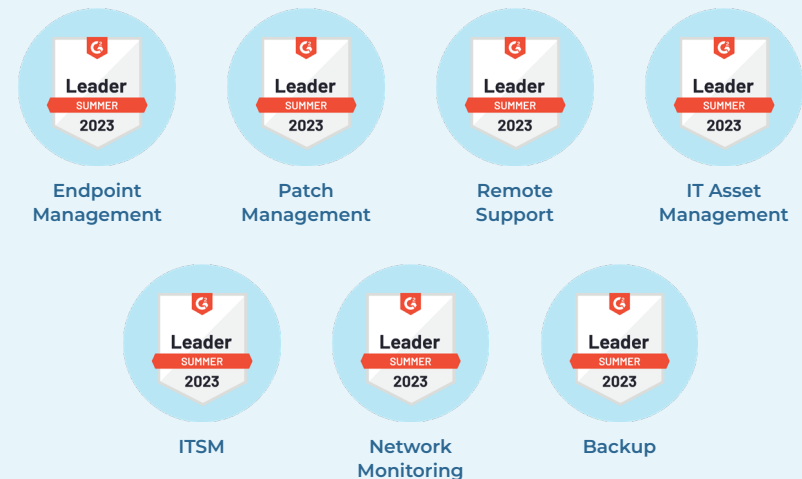 Leader
SUMMER
2023
Endpoint
Management
Leader
SUMMER
2023
Patch
Management
Leader
SUMMER
2023
Remote
Support
Leader
SUMMER
2023
IT Asset
Management
Leader
SUMMER
2023
ITSM
Leader
SUMMER
2023
Network
Monitoring
Leader
SUMMER
2023
Backup